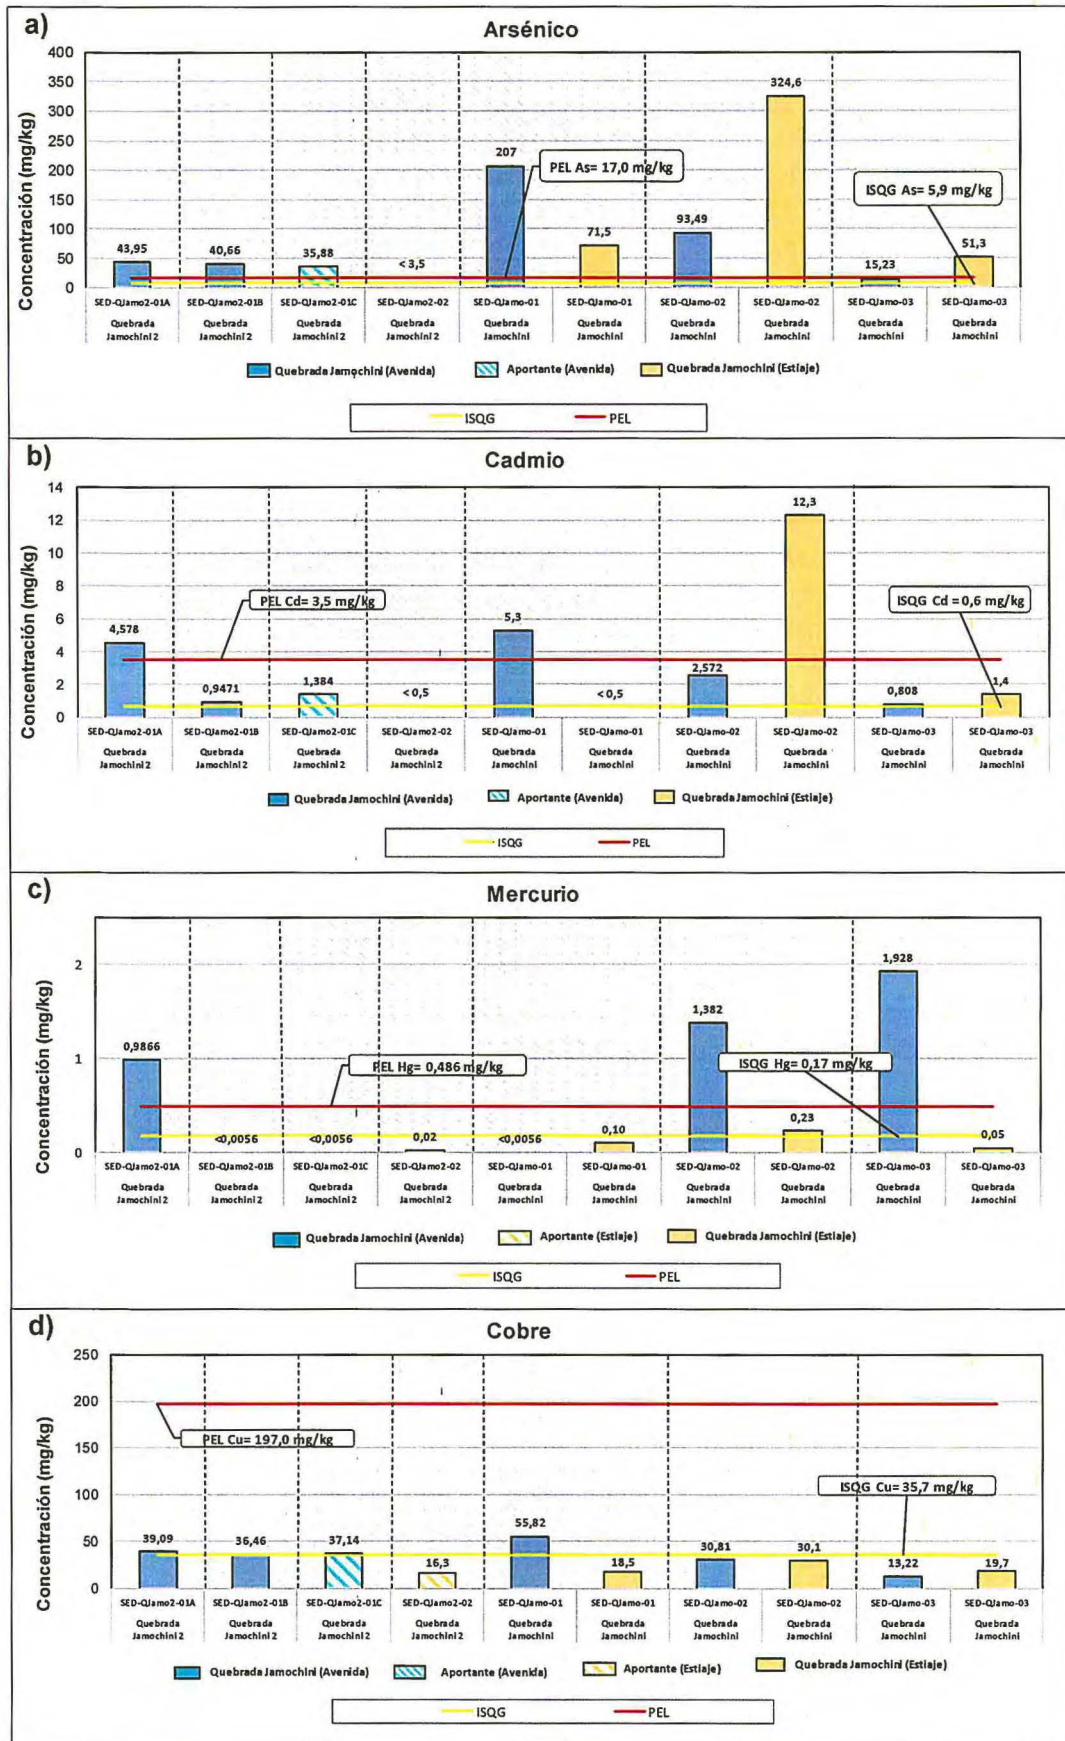 a)
Arsénico
Concentración (mg/kg)
400
350
300
250
200
150
100
50
0
43,95
40,66
35,88
< 3,5
207
71,5
93,49
324,6
15,23
51,3
PEL As= 17,0 mg/kg
ISQG As= 5,9 mg/kg
SED-QJamo2-01A SED-QJamo2-01B SED-QJamo2-01C SED-QJamo2-02 SED-QJamo-01 SED-QJamo-01 SED-QJamo-02 SED-QJamo-02 SED-QJamo-03 SED-QJamo-03
Quebrada Quebrada Quebrada Quebrada Quebrada Quebrada Quebrada Quebrada Quebrada Quebrada
Jamochini 2 Jamochini 2 Jamochini 2 Jamochini 2 Jamochini Jamochini Jamochini Jamochini Jamochini Jamochini
Quebrada Jamochini (Avenida) Aportante (Avenida) Quebrada Jamochini (Estiaje)
ISQG PEL
b)
Cadmio
Concentración (mg/kg)
14
12
10
8
6
4
2
0
4,578
0,9471
1,384
< 0,5
5,3
< 0,5
2,572
12,3
0,808
1,4
PEL Cd= 3,5 mg/kg
ISQG Cd = 0,6 mg/kg
SED-QJamo2-01A SED-QJamo2-01B SED-QJamo2-01C SED-QJamo2-02 SED-QJamo-01 SED-QJamo-01 SED-QJamo-02 SED-QJamo-02 SED-QJamo-03 SED-QJamo-03
Quebrada Quebrada Quebrada Quebrada Quebrada Quebrada Quebrada Quebrada Quebrada Quebrada
Jamochini 2 Jamochini 2 Jamochini 2 Jamochini 2 Jamochini Jamochini Jamochini Jamochini Jamochini Jamochini
Quebrada Jamochini (Avenida) Aportante (Avenida) Quebrada Jamochini (Estiaje)
ISQG PEL
c)
Mercurio
Concentración (mg/kg)
2
1
0
0,9866
<0,0056
<0,0056
0,02
<0,0056
0,10
1,382
0,23
1,928
0,05
PEL Hg= 0,486 mg/kg
ISQG Hg= 0,17 mg/kg
SED-QJamo2-01A SED-QJamo2-01B SED-QJamo2-01C SED-QJamo2-02 SED-QJamo-01 SED-QJamo-01 SED-QJamo-02 SED-QJamo-02 SED-QJamo-03 SED-QJamo-03
Quebrada Quebrada Quebrada Quebrada Quebrada Quebrada Quebrada Quebrada Quebrada Quebrada
Jamochini 2 Jamochini 2 Jamochini 2 Jamochini 2 Jamochini Jamochini Jamochini Jamochini Jamochini Jamochini
Quebrada Jamochini (Avenida) Aportante (Estiaje) Quebrada Jamochini (Estiaje)
ISQG PEL
d)
Cobre
Concentración (mg/kg)
250
200
150
100
50
0
39,09
36,46
37,14
16,3
55,82
18,5
30,81
30,1
13,22
19,7
PEL Cu= 197,0 mg/kg
ISQG Cu= 35,7 mg/kg
SED-QJamo2-01A SED-QJamo2-01B SED-QJamo2-01C SED-QJamo2-02 SED-QJamo-01 SED-QJamo-01 SED-QJamo-02 SED-QJamo-02 SED-QJamo-03 SED-QJamo-03
Quebrada Quebrada Quebrada Quebrada Quebrada Quebrada Quebrada Quebrada Quebrada Quebrada
Jamochini 2 Jamochini 2 Jamochini 2 Jamochini 2 Jamochini Jamochini Jamochini Jamochini Jamochini Jamochini
Quebrada Jamochini (Avenida) Aportante (Avenida) Aportante (Estiaje) Quebrada Jamochini (Estiaje)
ISQG PEL